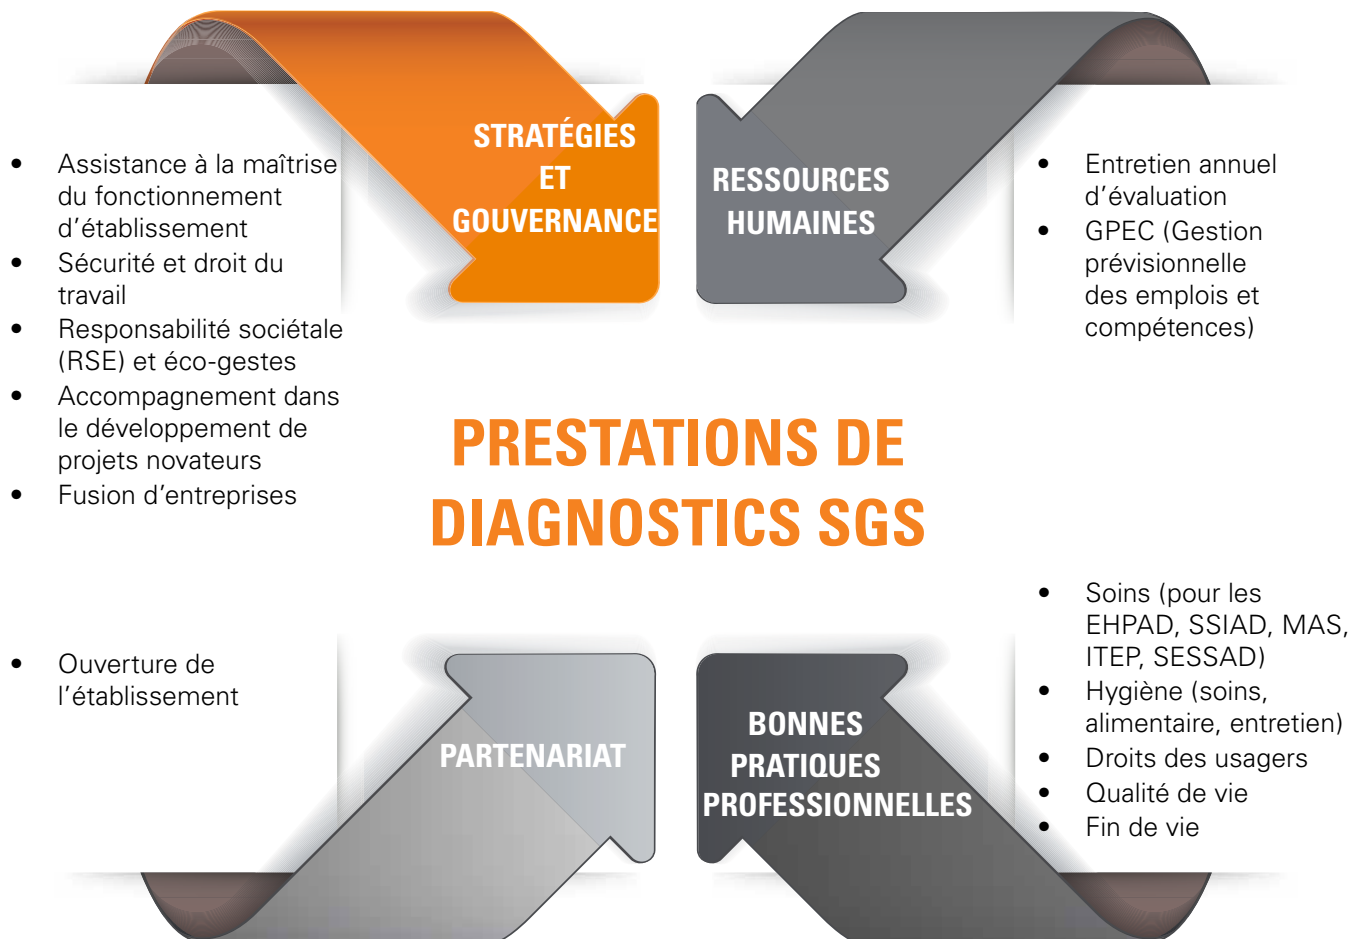 STRATÉGIES
ET
GOUVERNANCE
• Assistance à la maîtrise
du fonctionnement
d’établissement
• Sécurité et droit du
travail
• Responsabilité sociétale
(RSE) et éco-gestes
• Accompagnement dans
le développement de
projets novateurs
• Fusion d’entreprises
RESSOURCES
HUMAINES
• Entretien annuel
d’évaluation
• GPEC (Gestion
prévisionnelle
des emplois et
compétences)
PRESTATIONS DE
DIAGNOSTICS SGS
• Ouverture de
l’établissement
PARTENARIAT
BONNES
PRATIQUES
PROFESSIONNELLES
• Soins (pour les
EHPAD, SSIAD, MAS,
ITEP, SESSAD)
• Hygiène (soins,
alimentaire, entretien)
• Droits des usagers
• Qualité de vie
• Fin de vie